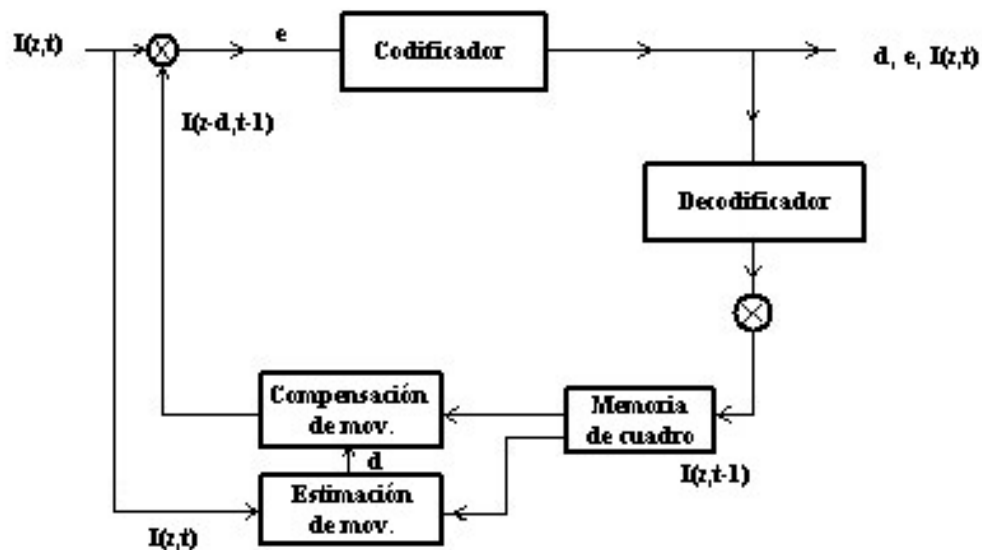 I(z,t)
e
Codificador
d, e, I(z,t)
I(z-d,t-1)
Decodificador
Compensación
de mov.
Memoria
de cuadro
d
I(z,t-1)
Estimación
de mov.
I(z,t)